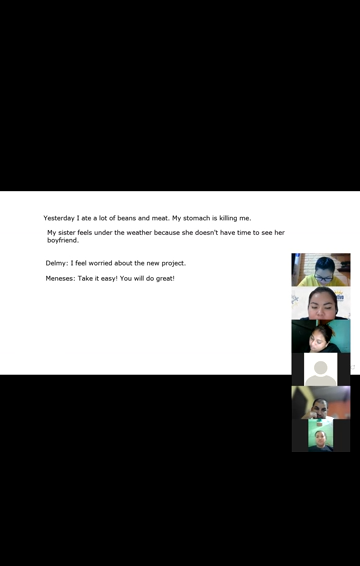 Yesterday I ate a lot of beans and meat. My stomach is killing me.
My sister feels under the weather because she doesn't have time to see her
boyfriend.
Delmy: I feel worried about the new project.
Meneses: Take it easy! You will do great!